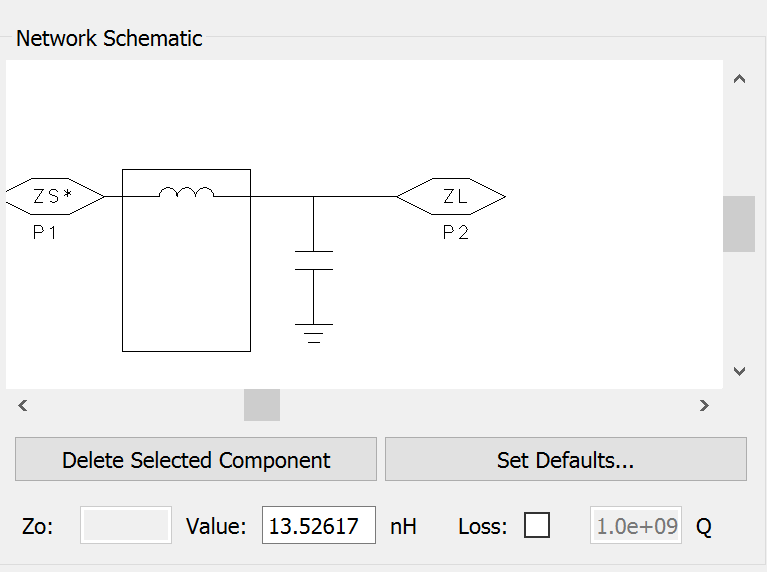 Network Schematic
ZS* ZL
P1 P2
Delete Selected Component Set Defaults...
Zo: Value: 13.52617 nH Loss: 1.0e+09 Q